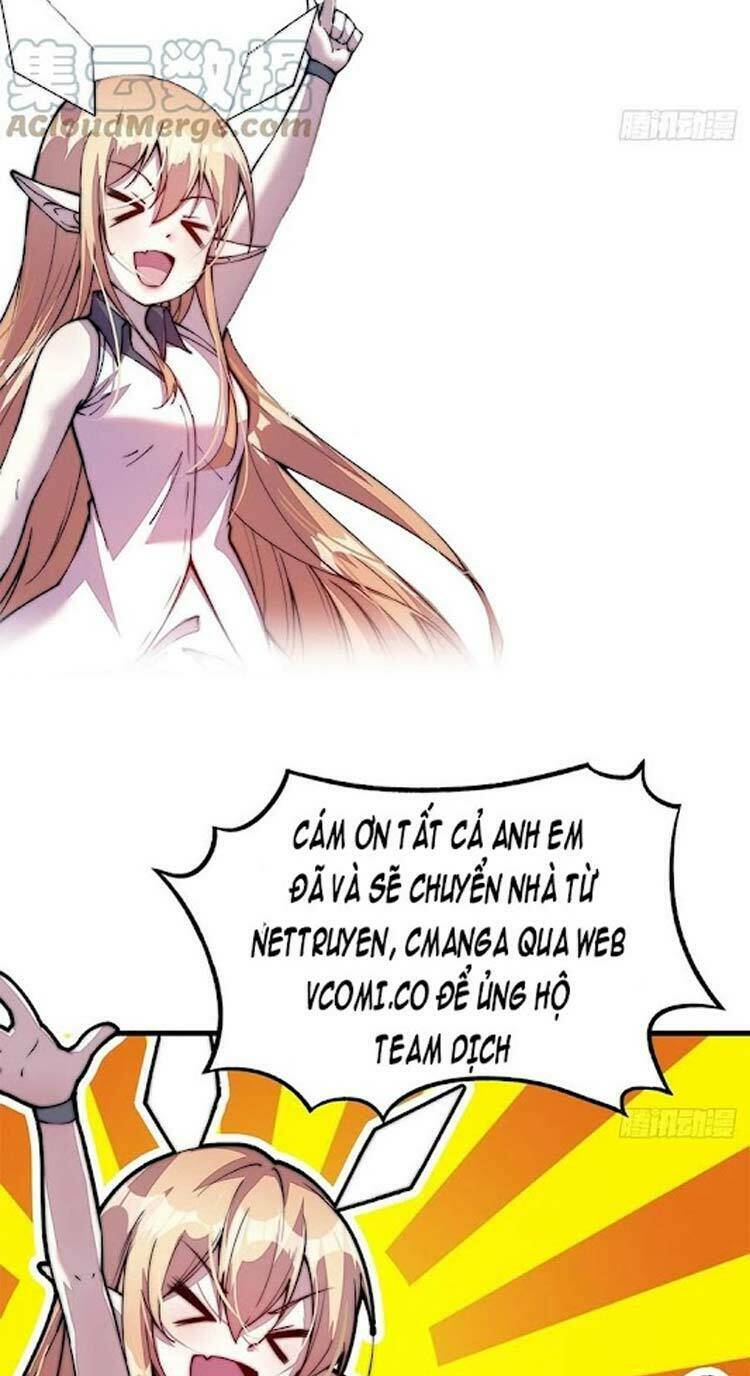 集云数据
ACloudMerge.com
腾讯动漫
CÁM ƠN TẤT CẢ ANH EM
ĐÃ VÀ SẼ CHUYỂN NHÀ TỪ
NETTRUYEN, CMANGA QUA WEB
VCOMI.CO ĐỂ ỦNG HỘ
TEAM DỊCH
腾讯动漫